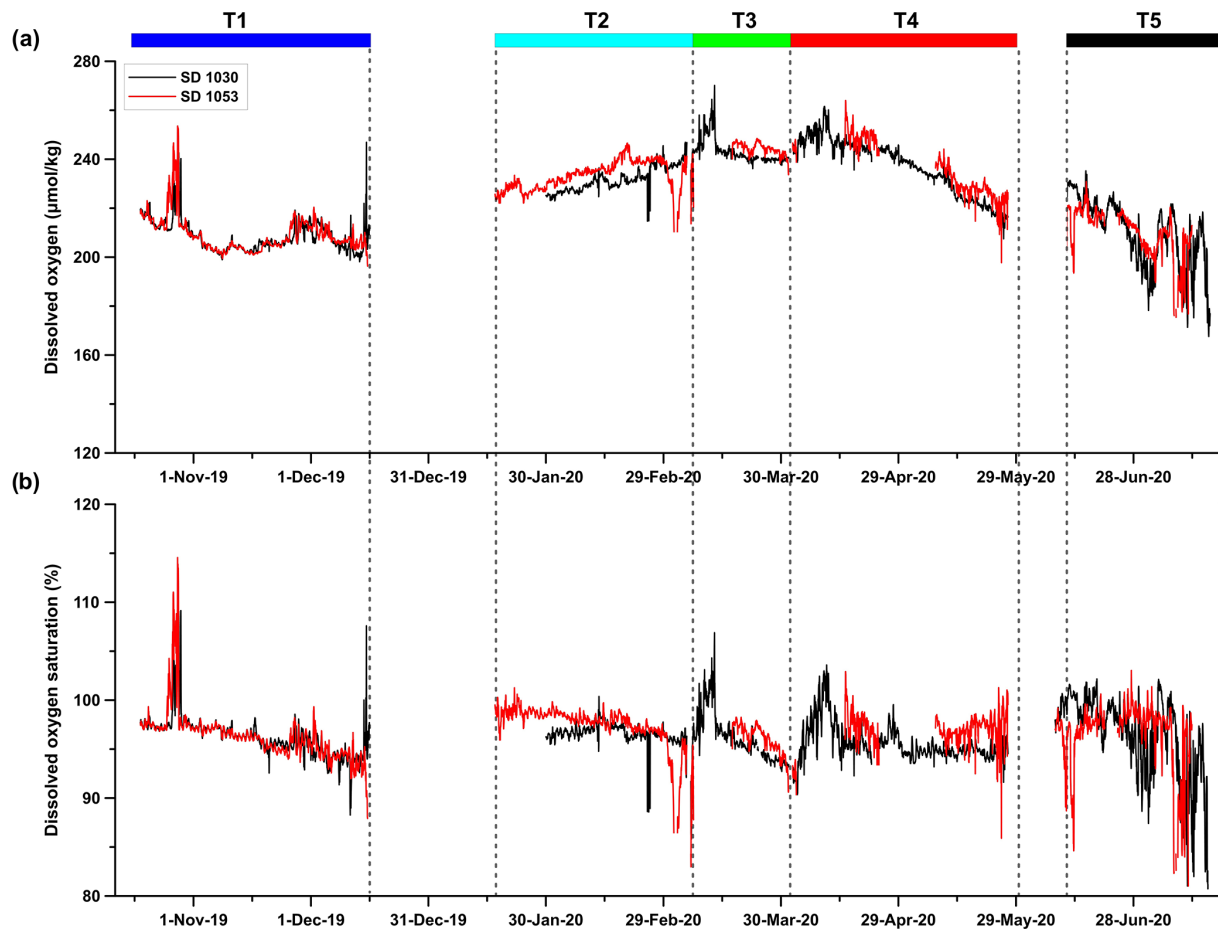 T1 T2 T3 T4 T5
(a)
SD 1030
SD 1053
Dissolved oxygen (μmol/kg)
280
240
200
160
120
1-Nov-19 1-Dec-19 31-Dec-19 30-Jan-20 29-Feb-20 30-Mar-20 29-Apr-20 29-May-20 28-Jun-20
(b)
Dissolved oxygen saturation (%)
120
110
100
90
80
1-Nov-19 1-Dec-19 31-Dec-19 30-Jan-20 29-Feb-20 30-Mar-20 29-Apr-20 29-May-20 28-Jun-20